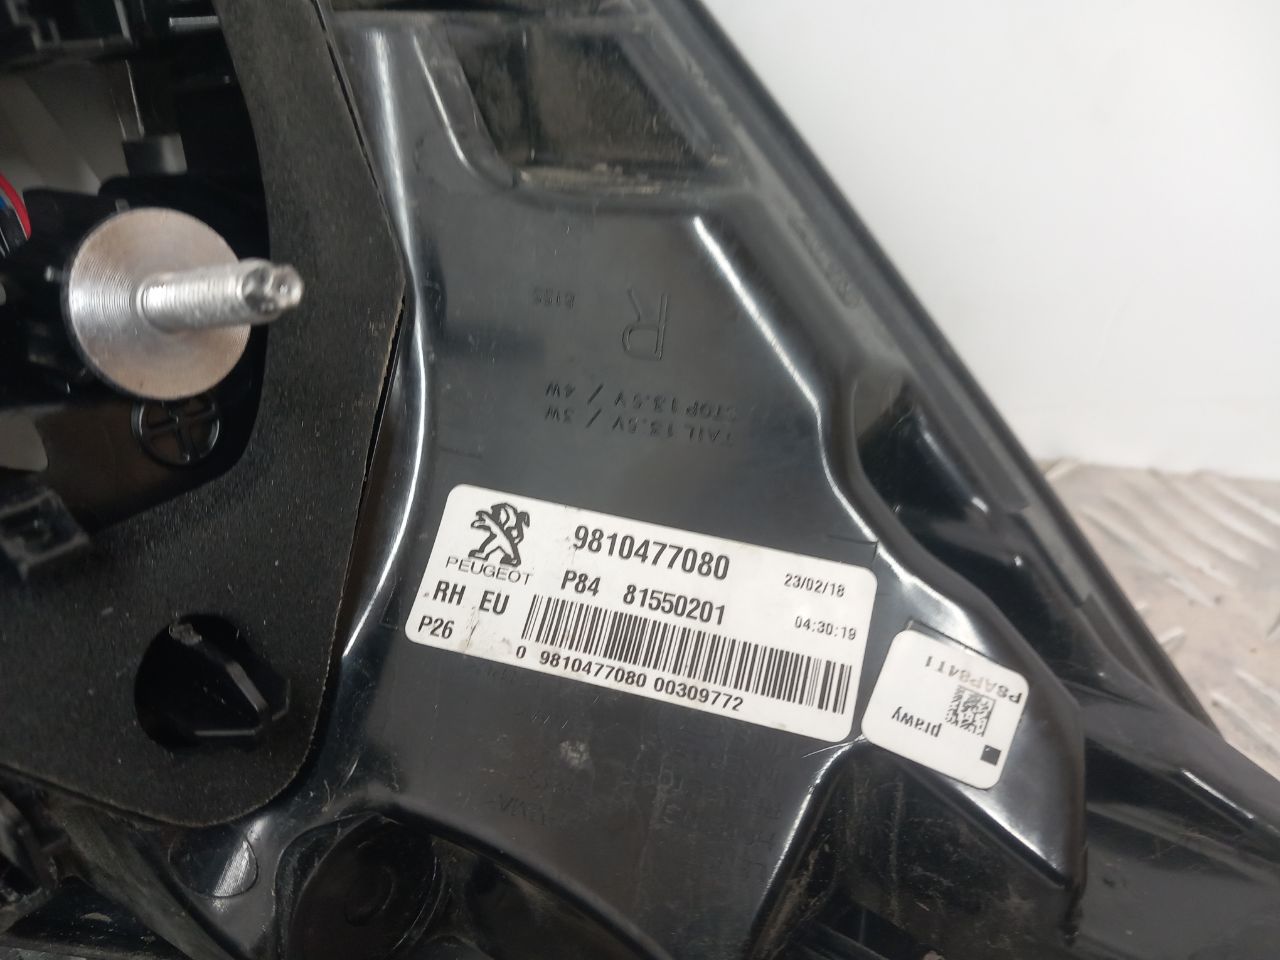 R
TAIL 13.5V / 3W
STOP 13.5V / 4W
PEUGEOT
9810477080
23/02/18
P84 81550201
04:30:19
RH EU
P26
0 9810477080 00309772
PSAP84T1
prawy